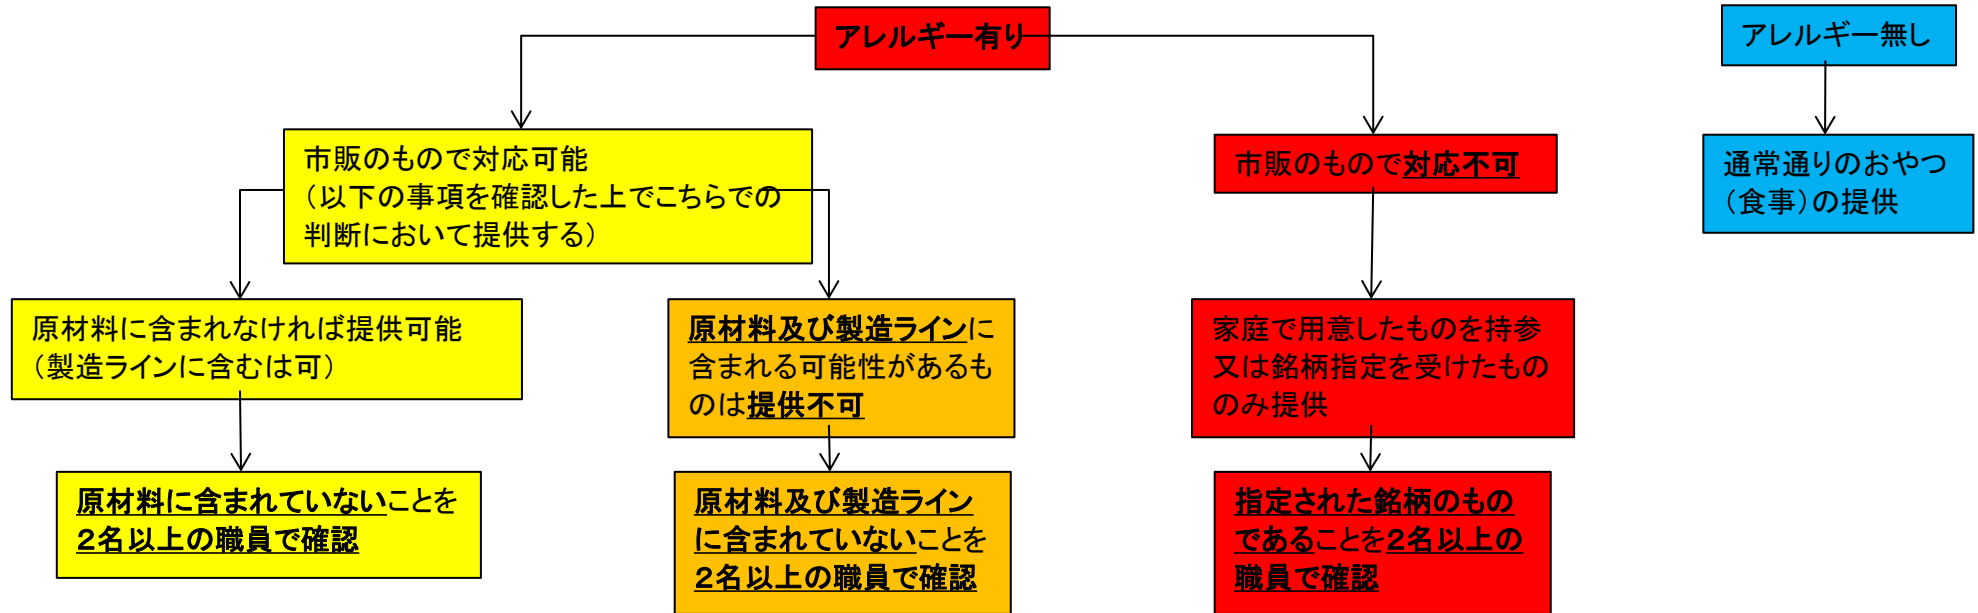 アレルギー有り
アレルギー無し
市販のもので対応可能
（以下の事項を確認した上でこちらでの
判断において提供する）
市販のもので対応不可
通常通りのおやつ
（食事）の提供
原材料に含まれなければ提供可能
（製造ラインに含むは可）
原材料及び製造ラインに
含まれる可能性があるも
のは提供不可
家庭で用意したものを持参
又は銘柄指定を受けたもの
のみ提供
原材料に含まれていないことを
２名以上の職員で確認
原材料及び製造ライン
に含まれていないことを
２名以上の職員で確認
指定された銘柄のもの
であることを２名以上の
職員で確認